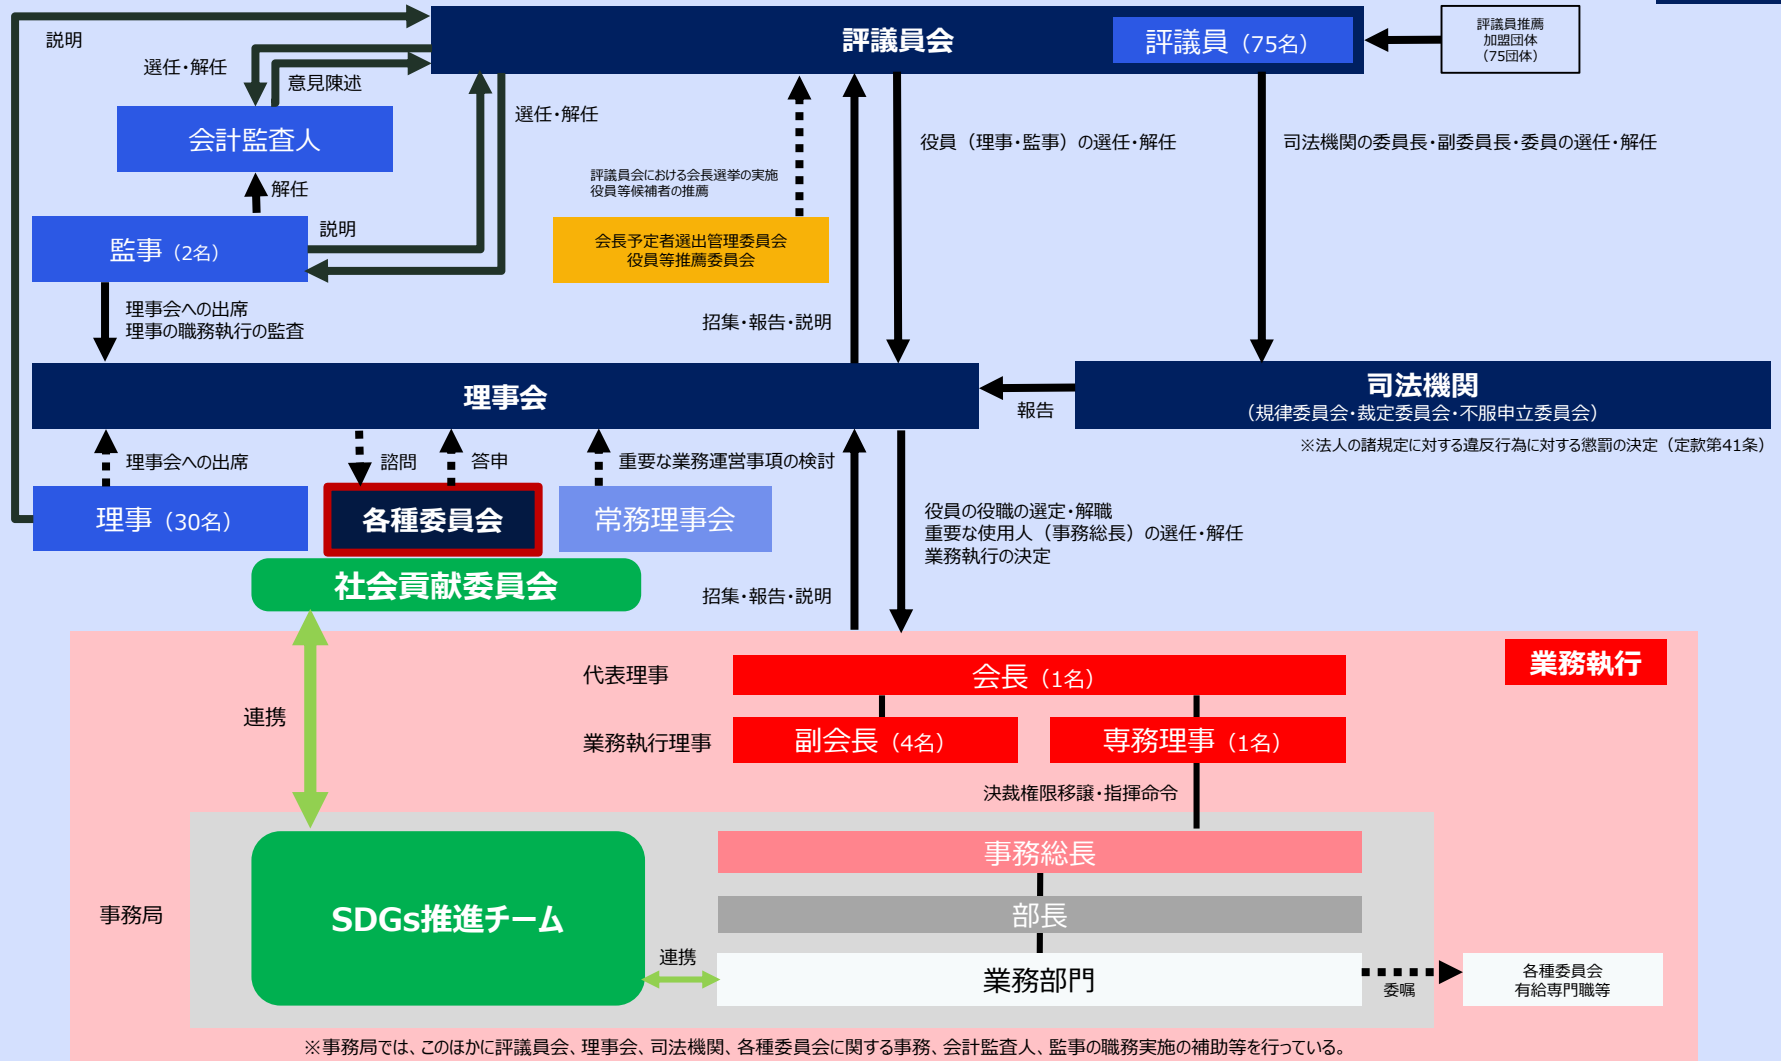 説明
評議員会
評議員（75名）
評議員推薦
加盟団体
（75団体）
選任・解任
意見陳述
選任・解任
会計監査人
役員（理事・監事）の選任・解任
司法機関の委員長・副委員長・委員の選任・解任
評議員会における会長選挙の実施
役員等候補者の推薦
解任
説明
監事（2名）
会長予定者選出管理委員会
役員等推薦委員会
理事会への出席
理事の職務執行の監査
招集・報告・説明
理事会
報告
司法機関
（規律委員会・裁定委員会・不服申立委員会）
※法人の諸規定に対する違反行為に対する懲罰の決定（定款第41条）
理事会への出席
諮問
答申
重要な業務運営事項の検討
理事（30名）
各種委員会
常務理事会
役員の役職の選定・解職
重要な使用人（事務総長）の選任・解任
業務執行の決定
社会貢献委員会
招集・報告・説明
業務執行
代表理事
会長（1名）
連携
業務執行理事
副会長（4名）
専務理事（1名）
決裁権限移譲・指揮命令
事務総長
事務局
SDGs推進チーム
部長
連携
業務部門
委嘱
各種委員会
有給専門職等
※事務局では、このほかに評議員会、理事会、司法機関、各種委員会に関する事務、会計監査人、監事の職務実施の補助等を行っている。